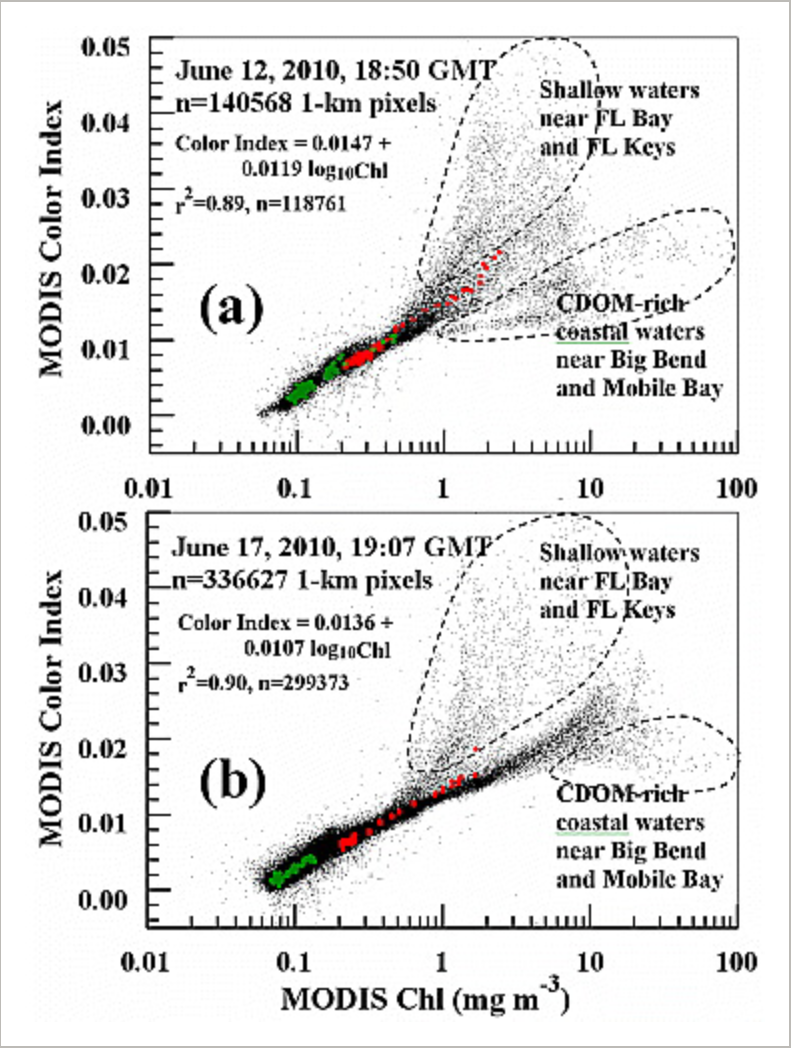 0.05
0.04
0.03
0.02
0.01
0.00
MODIS Color Index
June 12, 2010, 18:50 GMT
n=140568 1-km pixels
Color Index = 0.0147 +
0.0119 log₁₀Chl
r²=0.89, n=118761
(a)
Shallow waters
near FL Bay
and FL Keys
CDOM-rich
coastal waters
near Big Bend
and Mobile Bay
0.01 0.1 1 10 100
0.05
0.04
0.03
0.02
0.01
0.00
MODIS Color Index
June 17, 2010, 19:07 GMT
n=336627 1-km pixels
Color Index = 0.0136 +
0.0107 log₁₀Chl
r²=0.90, n=299373
(b)
Shallow waters
near FL Bay
and FL Keys
CDOM-rich
coastal waters
near Big Bend
and Mobile Bay
0.01 0.1 1 10 100
MODIS Chl (mg m⁻³)